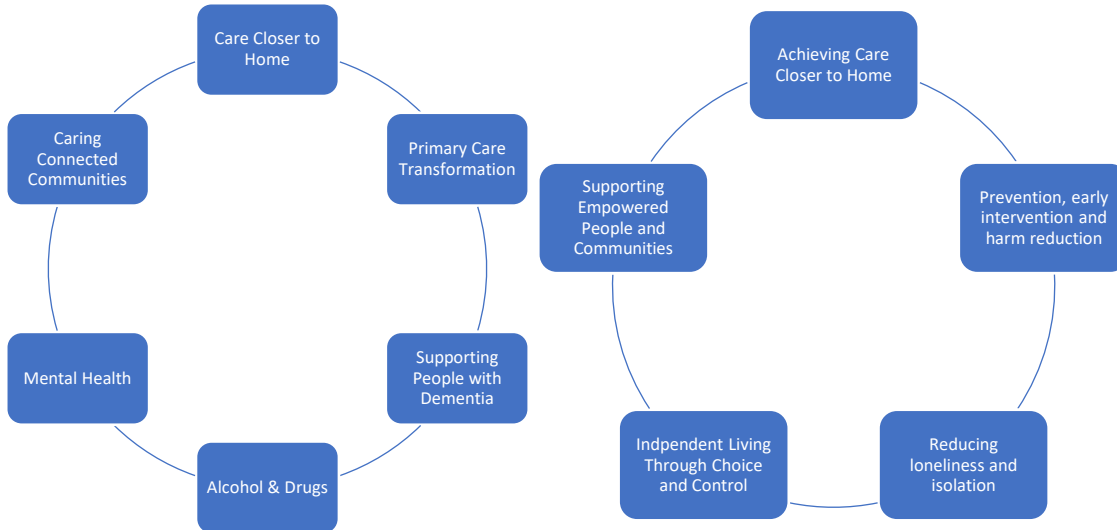 Care Closer to
Home
Primary Care
Transformation
Supporting
People with
Dementia
Alcohol & Drugs
Mental Health
Caring
Connected
Communities
Achieving Care
Closer to Home
Prevention, early
intervention and
harm reduction
Reducing
loneliness and
isolation
Indpendent Living
Through Choice
and Control
Supporting
Empowered
People and
Communities